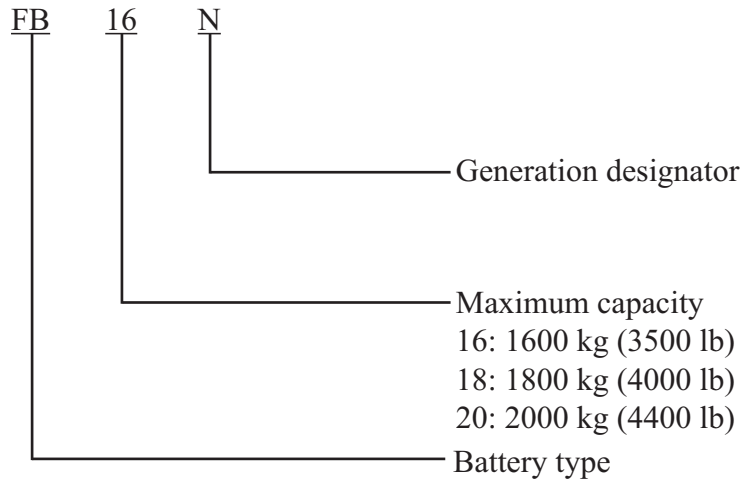 FB 16 N
Generation designator
Maximum capacity
16: 1600 kg (3500 lb)
18: 1800 kg (4000 lb)
20: 2000 kg (4400 lb)
Battery type